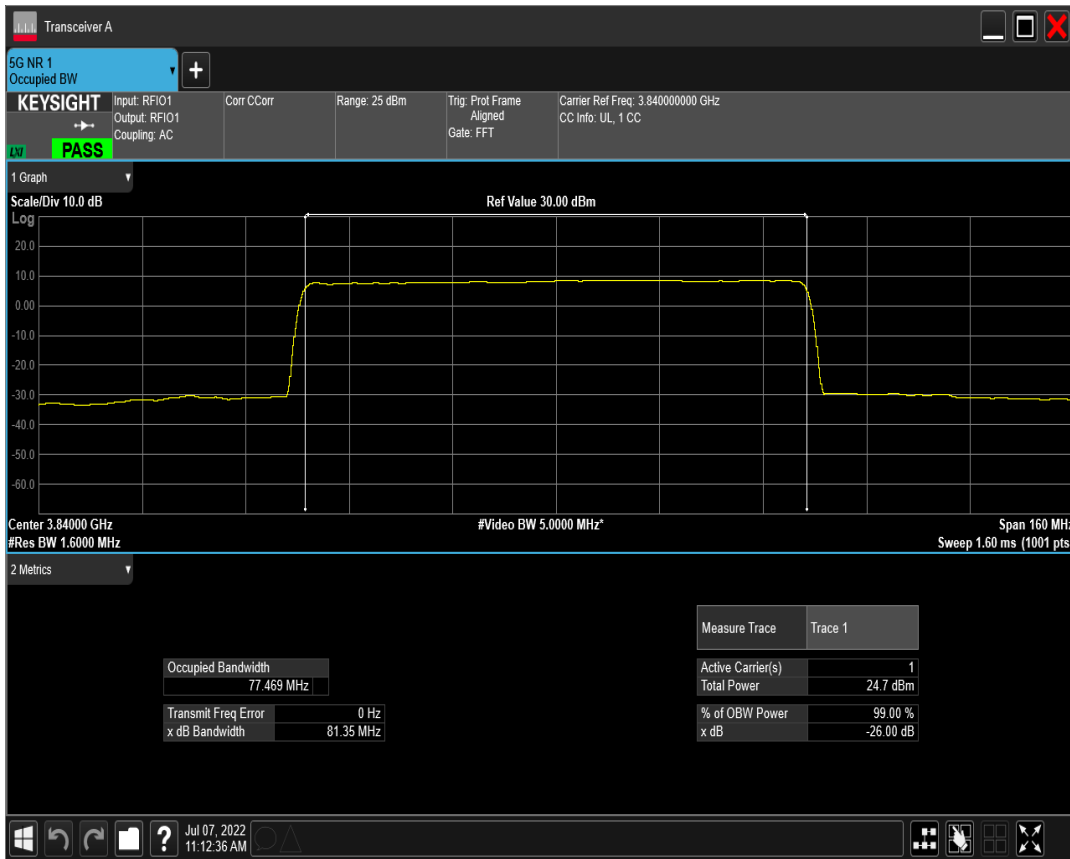 Transceiver A
5G NR 1
Occupied BW
KEYSIGHT
LXI
PASS
Input: RFIO1
Output: RFIO1
Coupling: AC
Corr CCorr
Range: 25 dBm
Trig: Prot Frame
Aligned
Gate: FFT
Carrier Ref Freq: 3.840000000 GHz
CC Info: UL, 1 CC
1 Graph
Scale/Div 10.0 dB
Ref Value 30.00 dBm
Log
20.0
10.0
0.00
-10.0
-20.0
-30.0
-40.0
-50.0
-60.0
Center 3.84000 GHz
#Video BW 5.0000 MHz*
Span 160 MHz
#Res BW 1.6000 MHz
Sweep 1.60 ms (1001 pts
2 Metrics
Measure Trace Trace 1
Occupied Bandwidth
77.469 MHz
Active Carrier(s) 1
Total Power 24.7 dBm
Transmit Freq Error 0 Hz
x dB Bandwidth 81.35 MHz
% of OBW Power 99.00 %
x dB -26.00 dB
?
Jul 07, 2022
11:12:36 AM